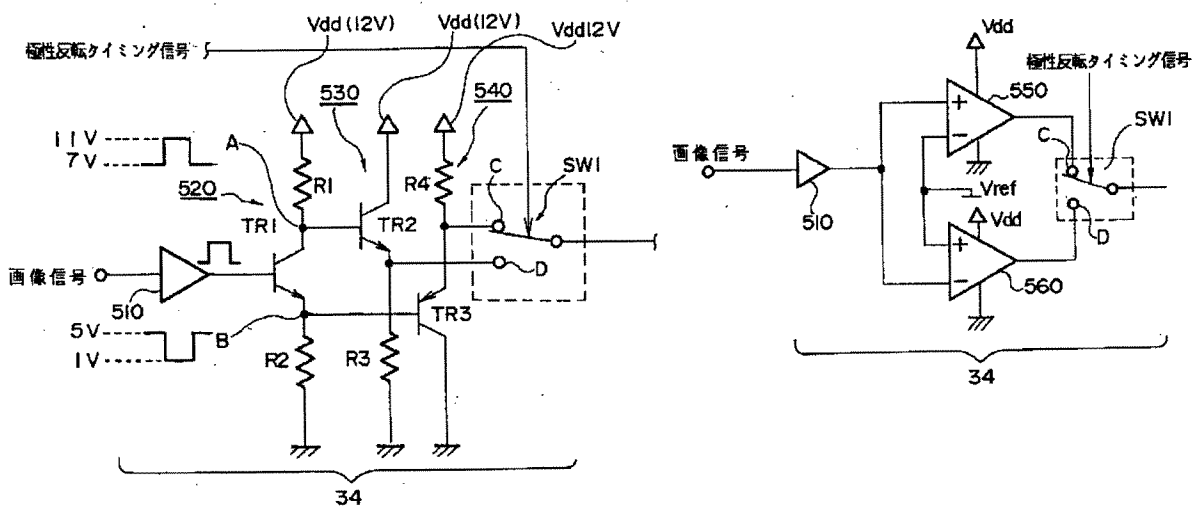 Vdd(12V)
Vdd(12V)
Vdd12V
極性反転タイミング信号
530
540
11V
7V
A
R1
R4
C
SW1
520
TR1
TR2
画像信号
D
510
TR3
5V
1V
B
R2
R3
34
Vdd
極性反転タイミング信号
+
550
−
C
SW1
画像信号
510
Vref
Vdd
D
+
−
560
34